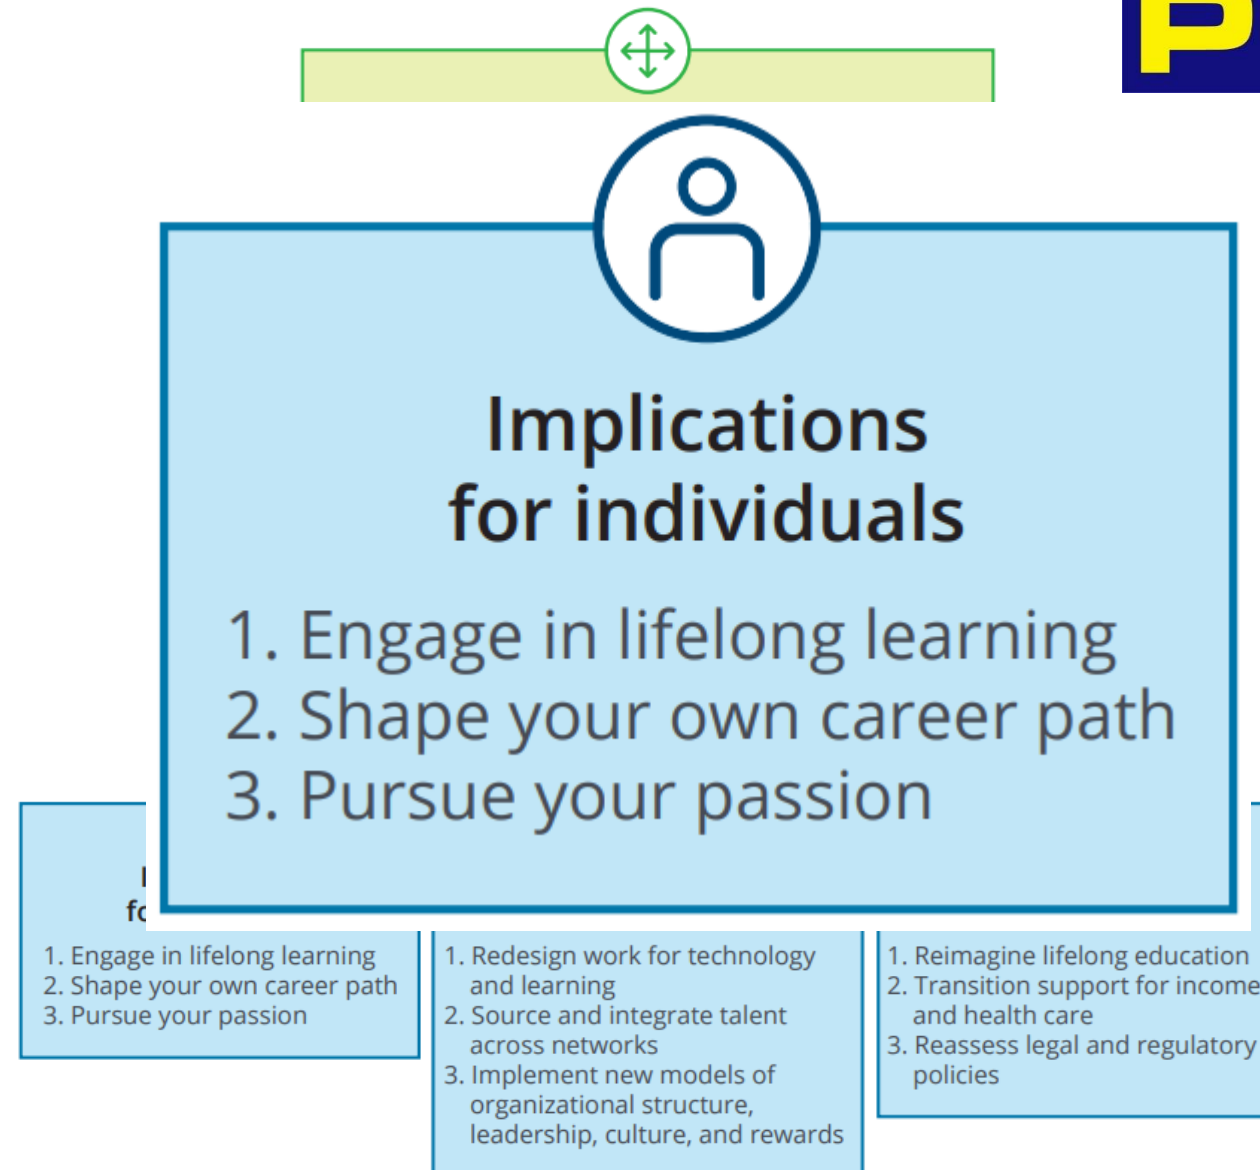 P
Implications
for individuals
1. Engage in lifelong learning
2. Shape your own career path
3. Pursue your passion
1. Engage in lifelong learning
2. Shape your own career path
3. Pursue your passion
1. Redesign work for technology
and learning
2. Source and integrate talent
across networks
3. Implement new models of
organizational structure,
leadership, culture, and rewards
1. Reimagine lifelong education
2. Transition support for income
and health care
3. Reassess legal and regulatory
policies